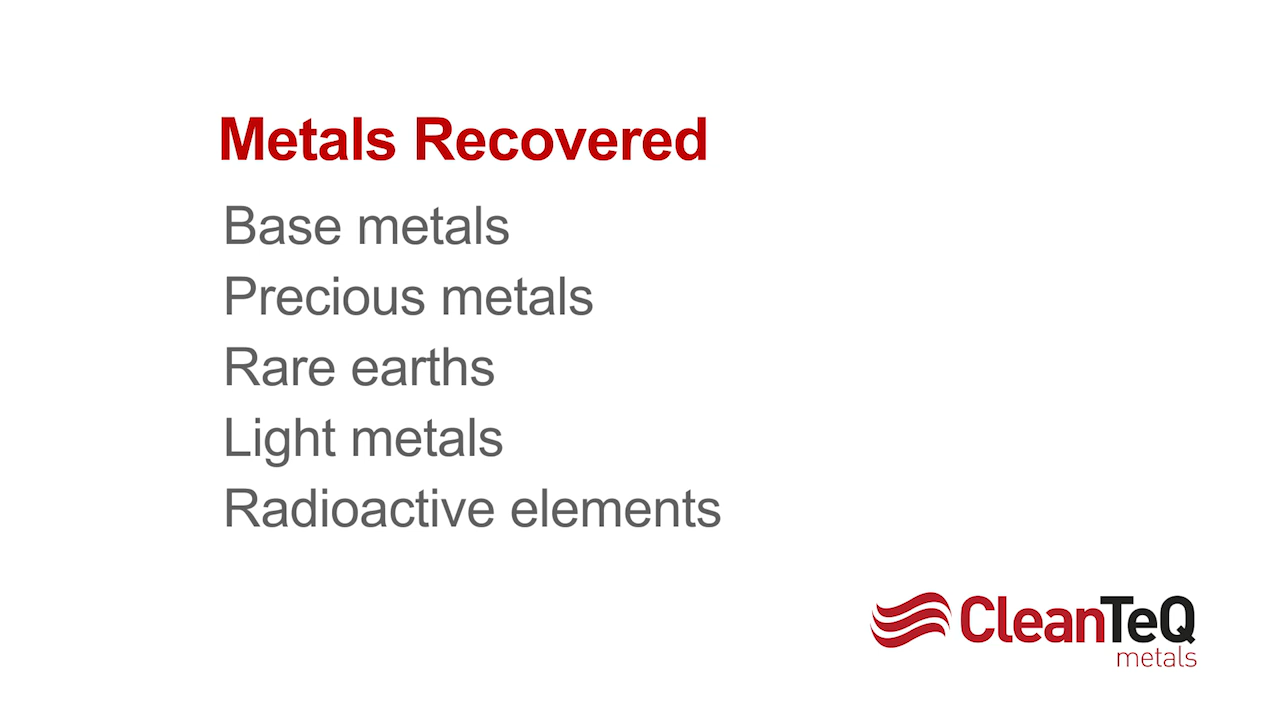 Metals Recovered
Base metals
Precious metals
Rare earths
Light metals
Radioactive elements
CleanTeQ
metals